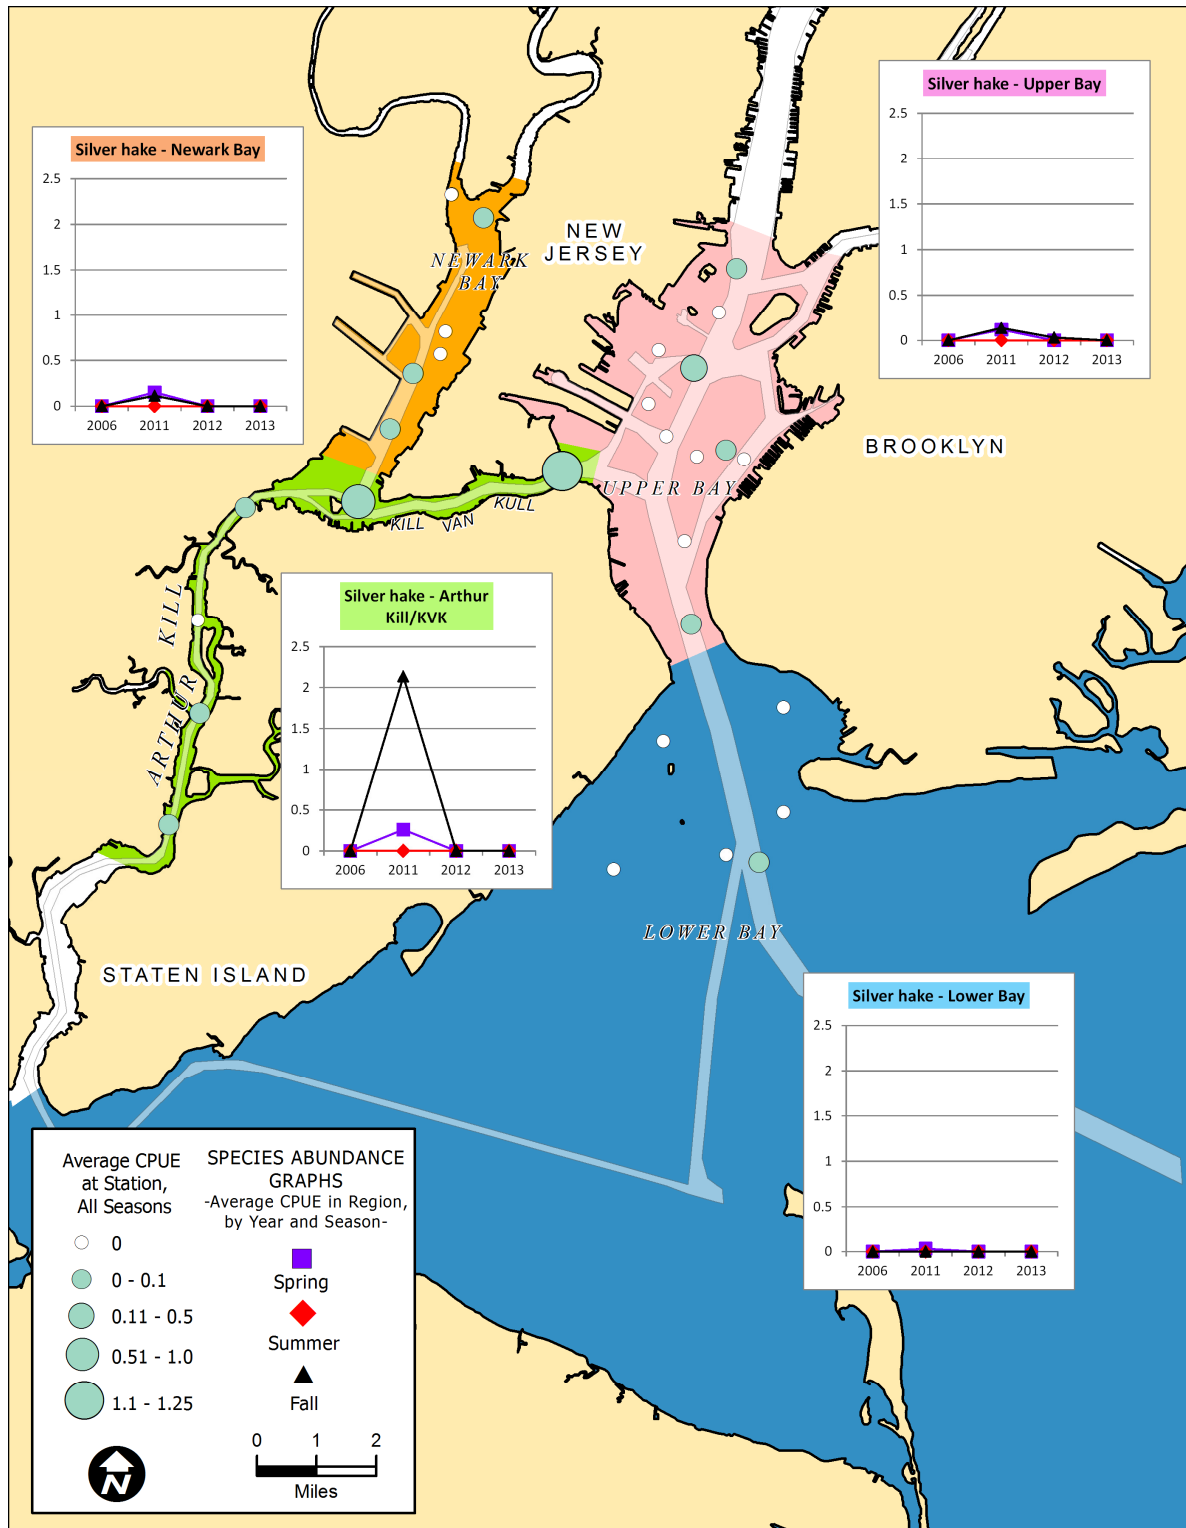 Silver hake - Upper Bay
2.5
2
1.5
1
0.5
0
2006 2011 2012 2013
Silver hake - Newark Bay
2.5
2
1.5
1
0.5
0
2006 2011 2012 2013
NEW
JERSEY
NEWARK
BAY
BROOKLYN
UPPER BAY
KILL VAN KULL
ARTHUR KILL
Silver hake - Arthur
Kill/KVK
2.5
2
1.5
1
0.5
0
2006 2011 2012 2013
LOWER BAY
STATEN ISLAND
Silver hake - Lower Bay
2.5
2
1.5
1
0.5
0
2006 2011 2012 2013
Average CPUE
at Station,
All Seasons
0
0 - 0.1
0.11 - 0.5
0.51 - 1.0
1.1 - 1.25
N
SPECIES ABUNDANCE
GRAPHS
-Average CPUE in Region,
by Year and Season-
Spring
Summer
Fall
0 1 2
Miles